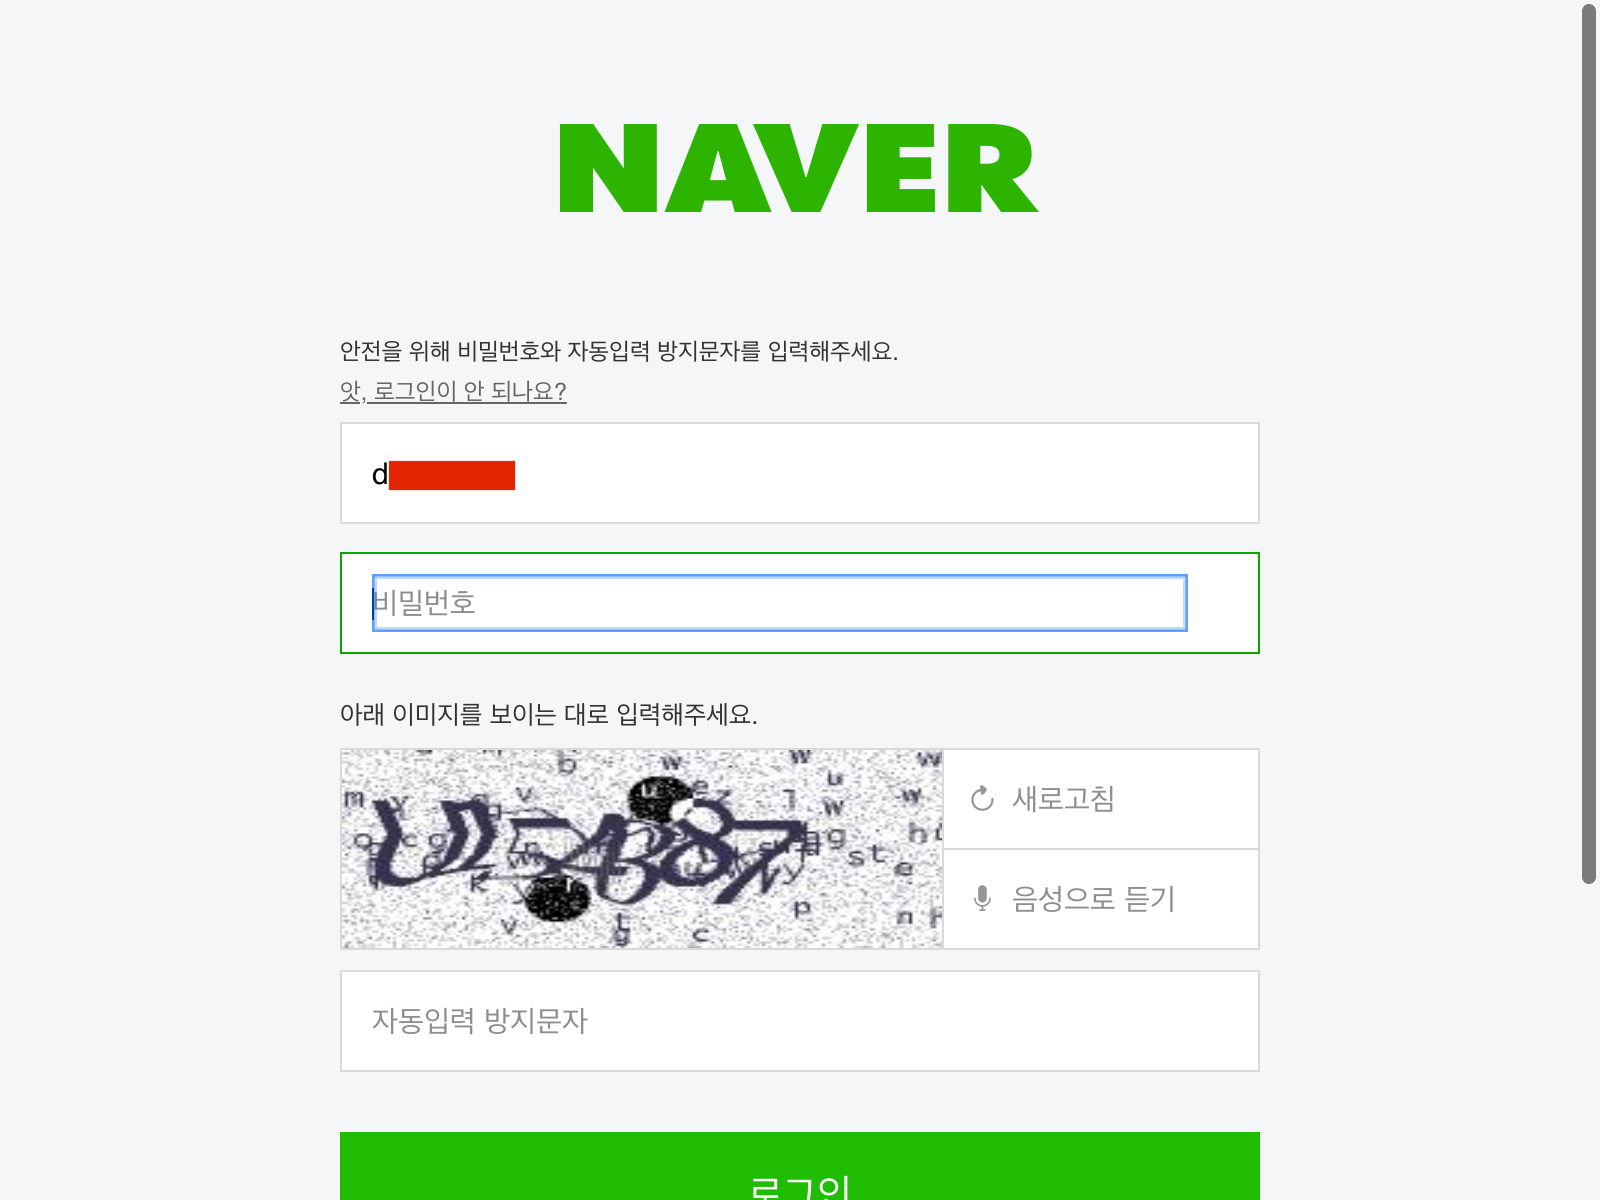 NAVER
안전을 위해 비밀번호와 자동입력 방지문자를 입력해주세요.
앗, 로그인이 안 되나요?
d
비밀번호
아래 이미지를 보이는 대로 입력해주세요.
새로고침
음성으로 듣기
자동입력 방지문자
로그인